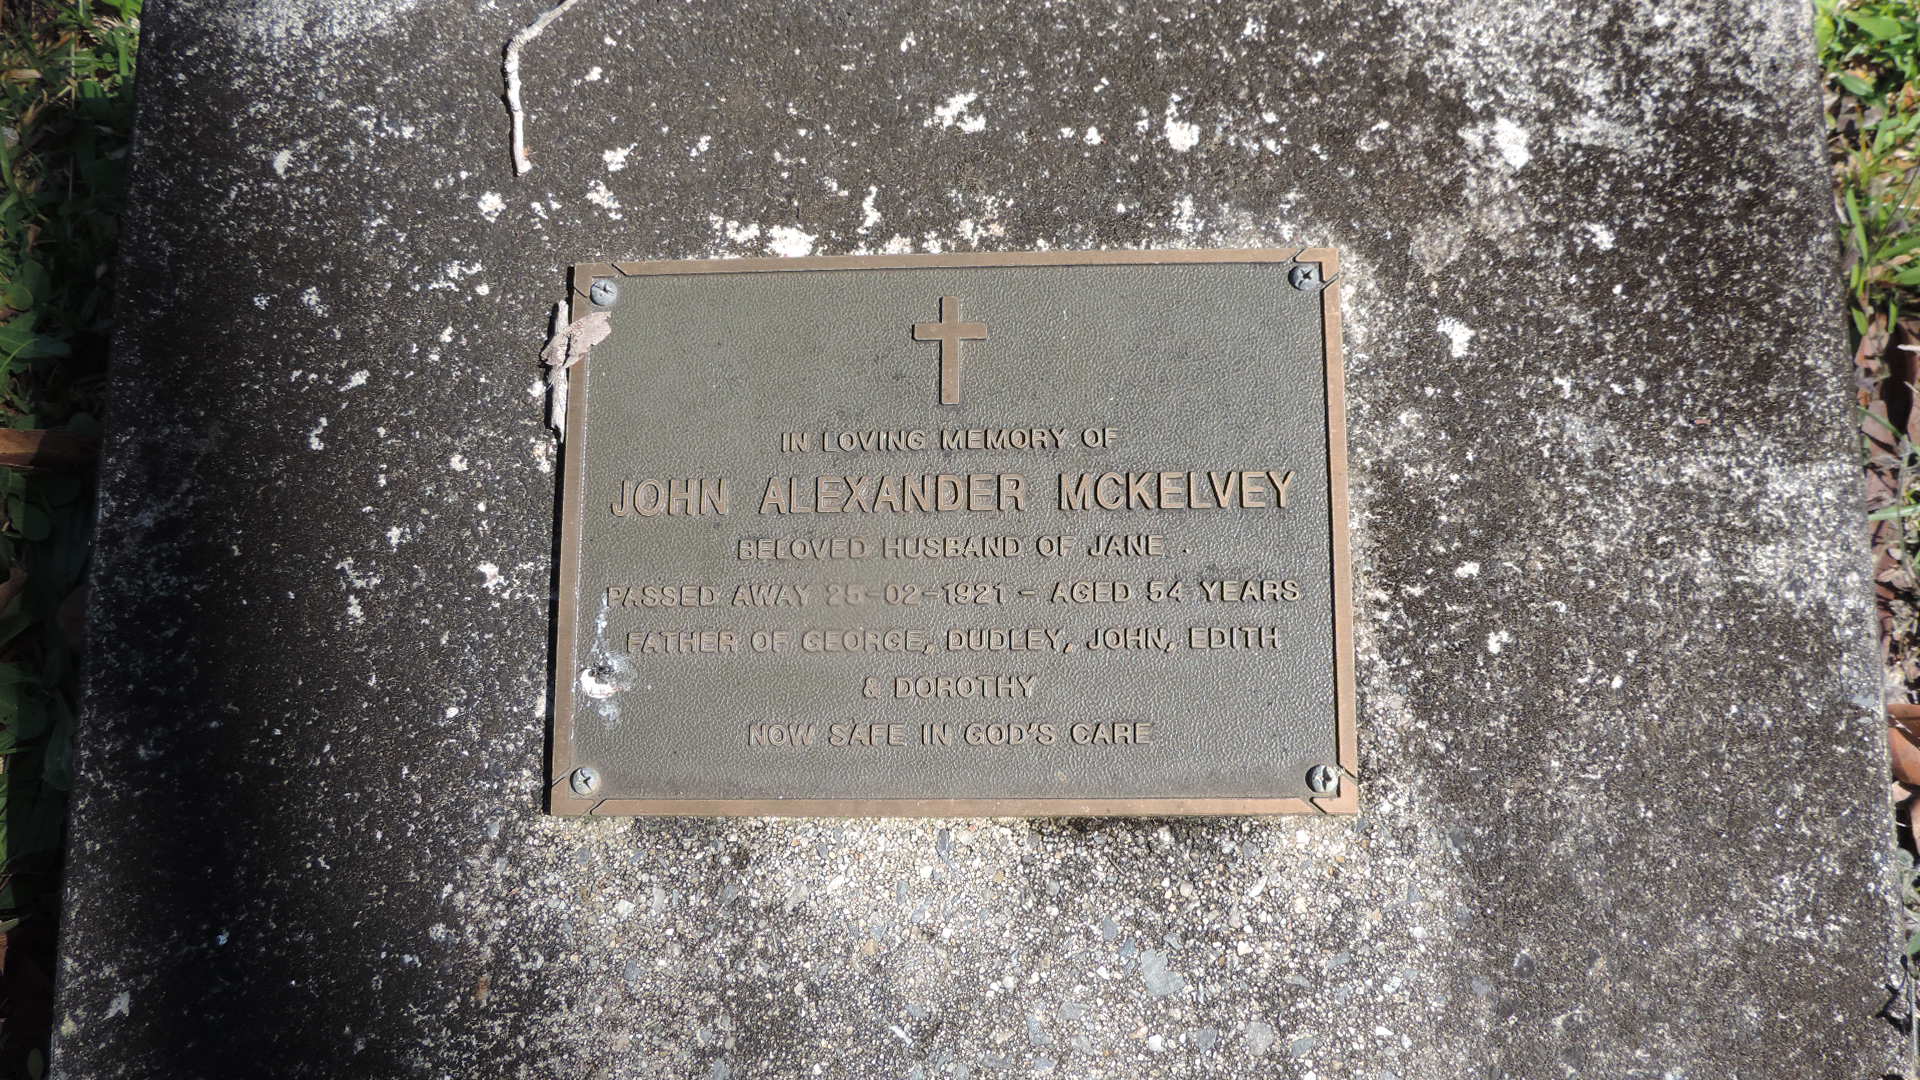 IN LOVING MEMORY OF
JOHN ALEXANDER MCKELVEY
BELOVED HUSBAND OF JANE .
PASSED AWAY 25-02-1921 - AGED 54 YEARS
FATHER OF GEORGE, DUDLEY, JOHN, EDITH
& DOROTHY
NOW SAFE IN GOD'S CARE